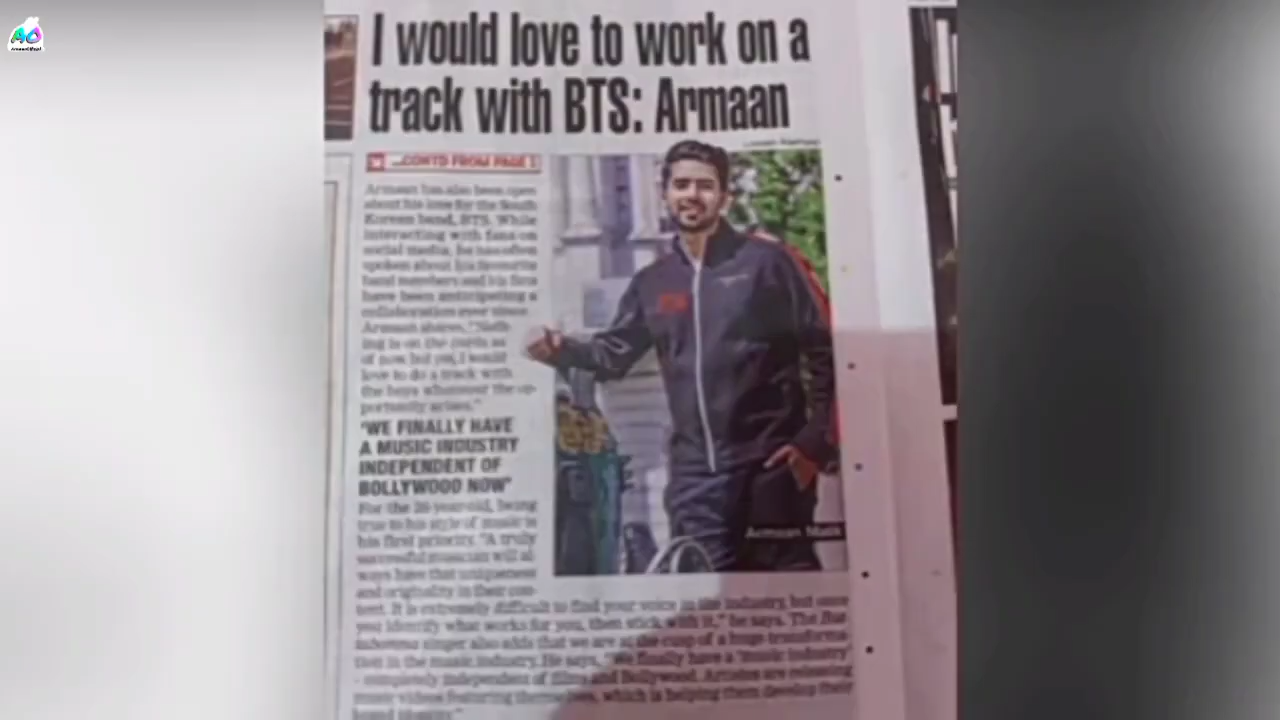 AO
I would love to work on a
track with BTS: Armaan
...CONTD FROM PAGE 1
Armaan has also been open
about his love for the South
Korean band, BTS. While
interacting with fans on
social media, he has often
spoken about his favourite
band members and his fans
have been anticipating a
collaboration ever since.
Armaan shares, "Noth-
ing is on the cards as
of now but yes, I would
love to do a track with
the boys whenever the op-
portunity arises."
'WE FINALLY HAVE
A MUSIC INDUSTRY
INDEPENDENT OF
BOLLYWOOD NOW'
For the 26-year-old, being
true to his style of music is
his first priority. "A truly
successful musician will al-
ways have that uniqueness
and originality in their con-
tent. It is extremely difficult to find your voice in the industry, but once
you identify what works for you, then stick with it," he says. The
singer also adds that we are at the cusp of a huge transforma-
tion in the music industry. He says, "We finally have a 'music industry'
- completely independent of films and Bollywood. Artistes are releasing
music videos featuring themselves, which is helping them develop their
Armaan Malik